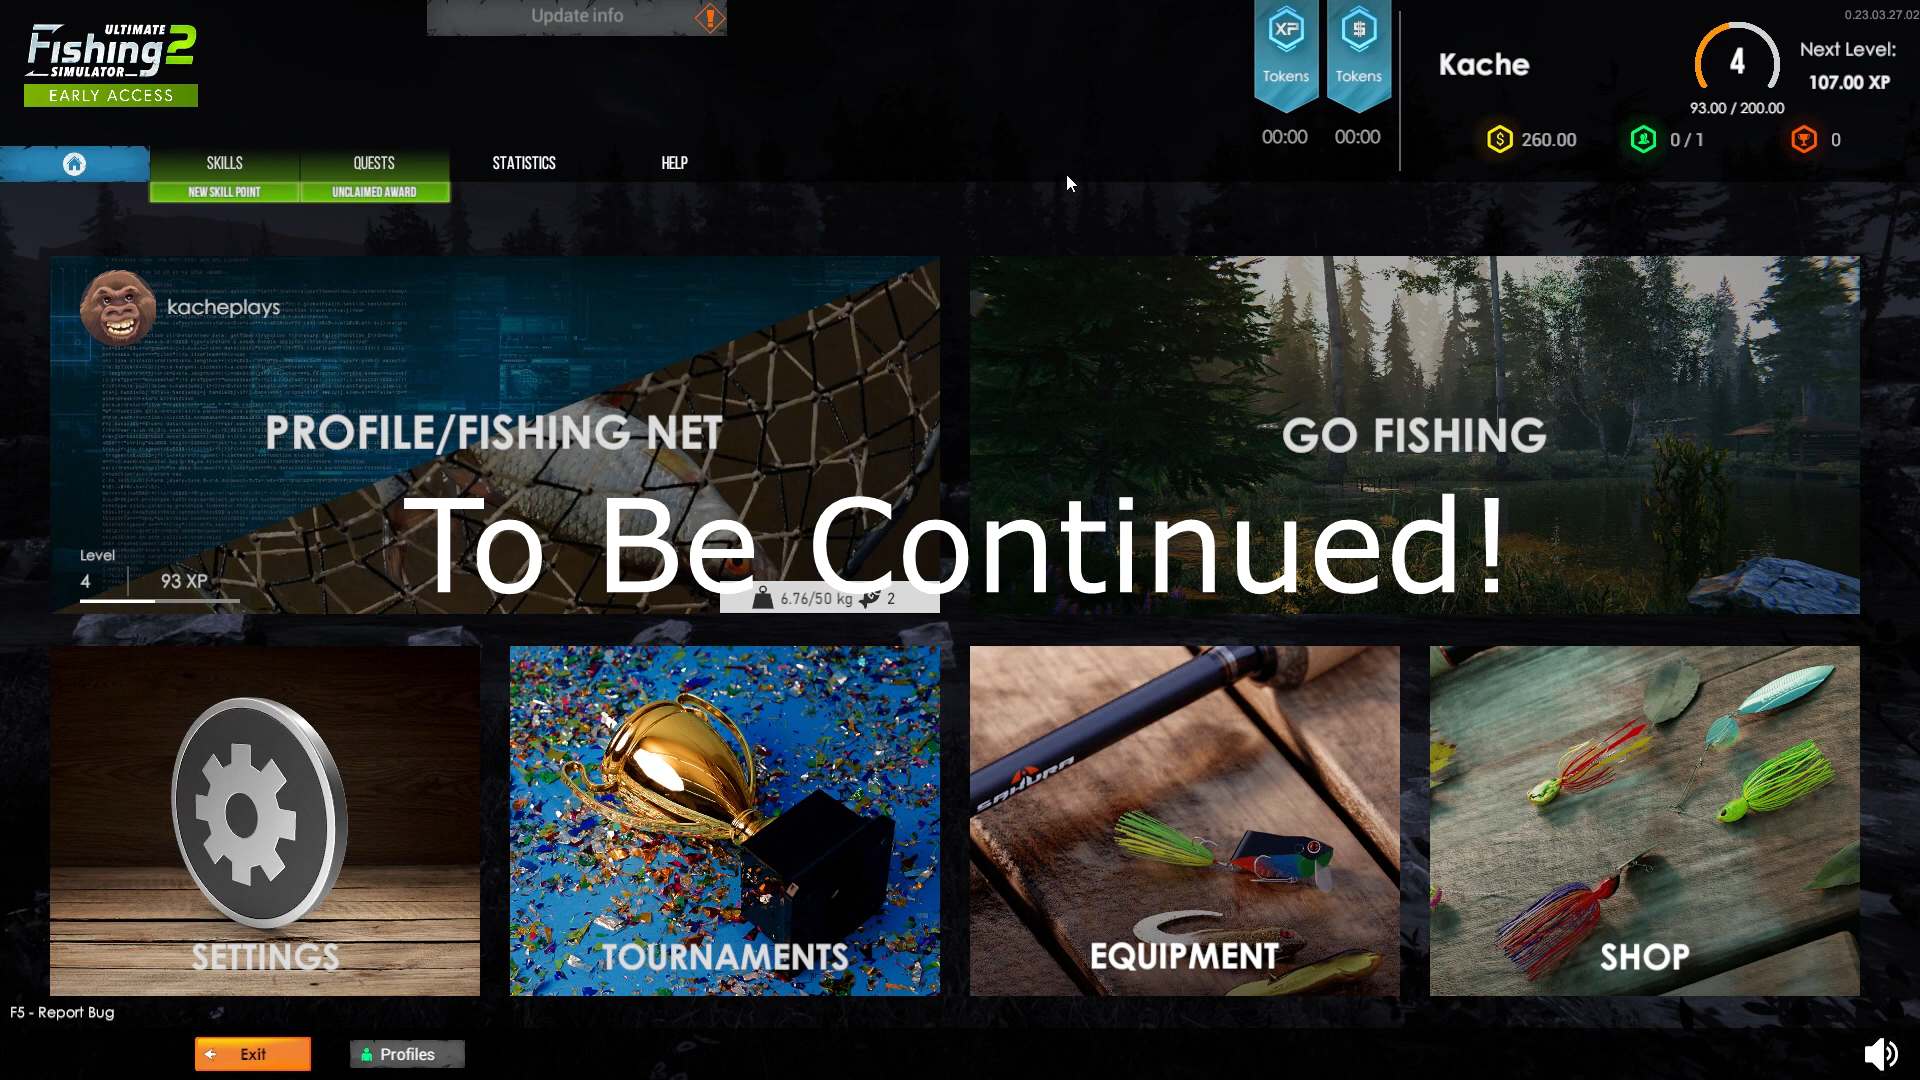 Update info
0.23.03.27.02
ULTIMATE
Fishing 2
SIMULATOR
EARLY ACCESS
XP
Tokens
00:00
$
Tokens
00:00
Kache
4
93.00 / 200.00
Next Level:
107.00 XP
260.00
0 / 1
0
SKILLS
QUESTS
STATISTICS
HELP
NEW SKILL POINT
UNCLAIMED AWARD
kacheplays
PROFILE/FISHING NET
GO FISHING
To Be Continued!
Level
4
93 XP
6.76/50 kg
2
SAKURA
SETTINGS
TOURNAMENTS
EQUIPMENT
SHOP
F5 - Report Bug
Exit
Profiles